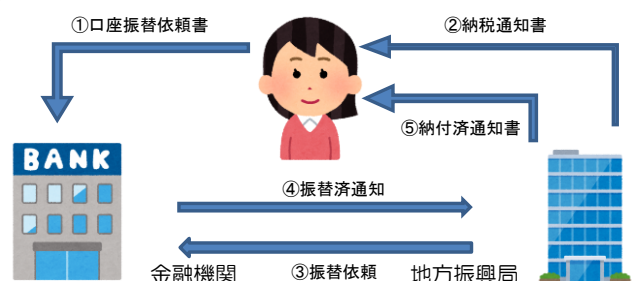 ①口座振替依頼書
②納税通知書
⑤納付済通知書
BANK
④振替済通知
金融機関
③振替依頼
地方振興局